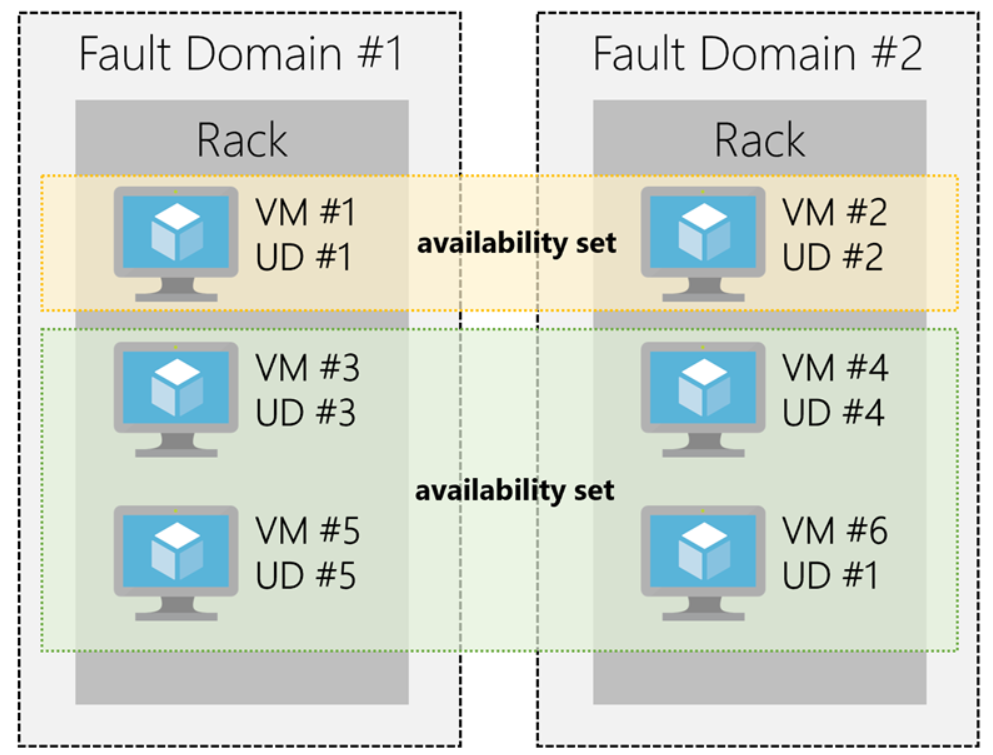 Fault Domain #1
Fault Domain #2
Rack
Rack
VM #1
UD #1
availability set
VM #2
UD #2
VM #3
UD #3
VM #4
UD #4
availability set
VM #5
UD #5
VM #6
UD #1